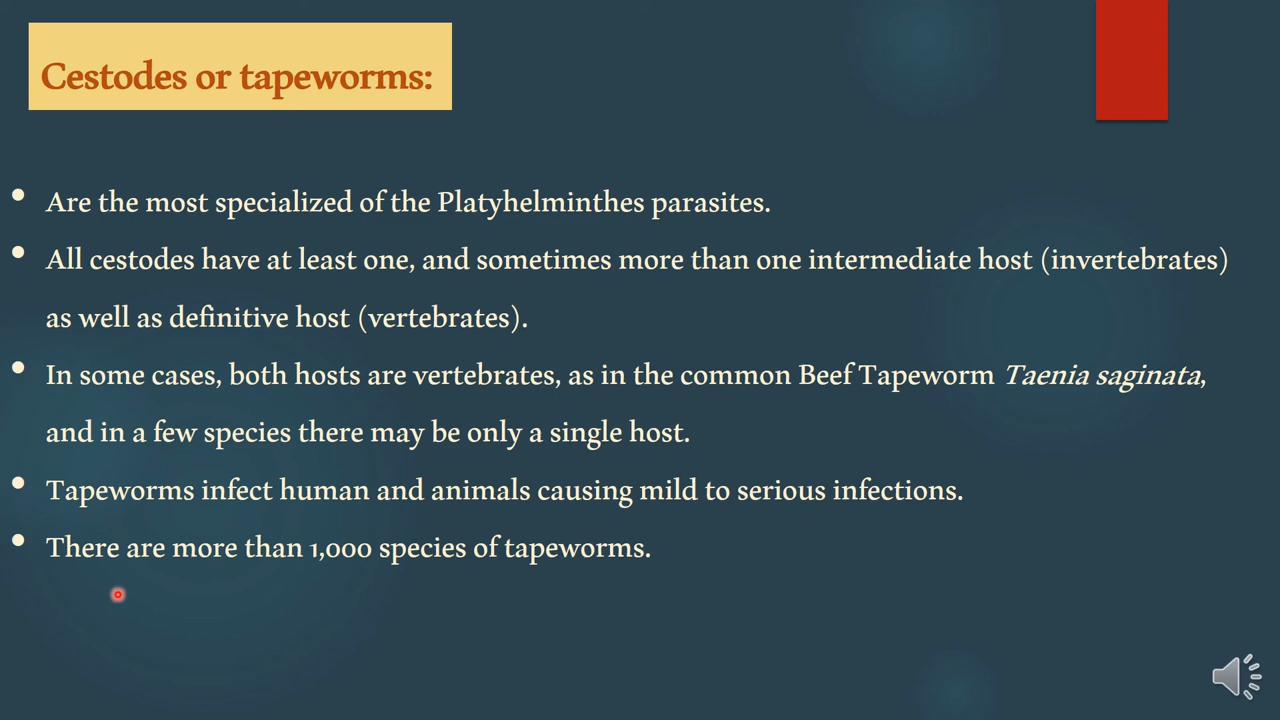 Cestodes or tapeworms:
• Are the most specialized of the Platyhelminthes parasites.
• All cestodes have at least one, and sometimes more than one intermediate host (invertebrates)
as well as definitive host (vertebrates).
• In some cases, both hosts are vertebrates, as in the common Beef Tapeworm Taenia saginata,
and in a few species there may be only a single host.
• Tapeworms infect human and animals causing mild to serious infections.
• There are more than 1,000 species of tapeworms.